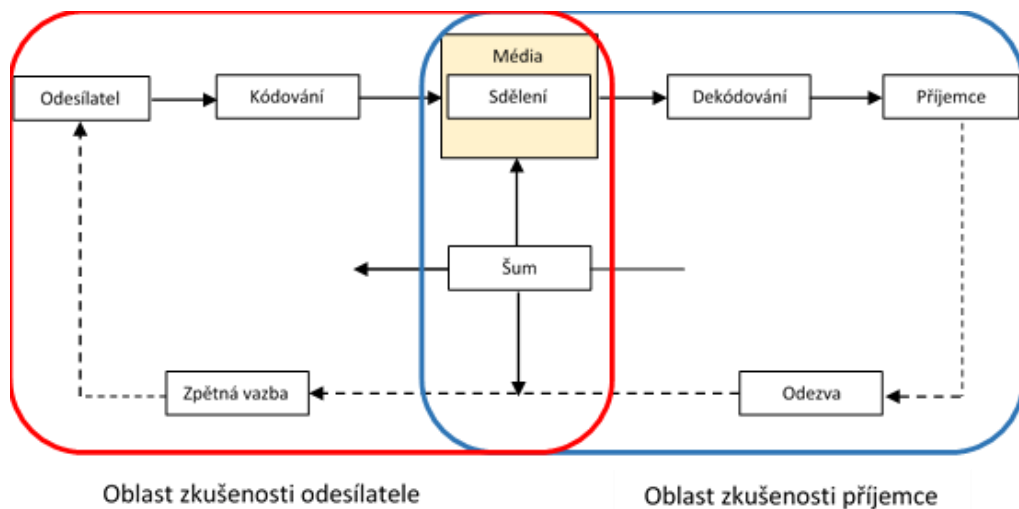 Média
Odesílatel
Kódování
Sdělení
Dekódování
Příjemce
Šum
Zpětná vazba
Odezva
Oblast zkušenosti odesílatele
Oblast zkušenosti příjemce